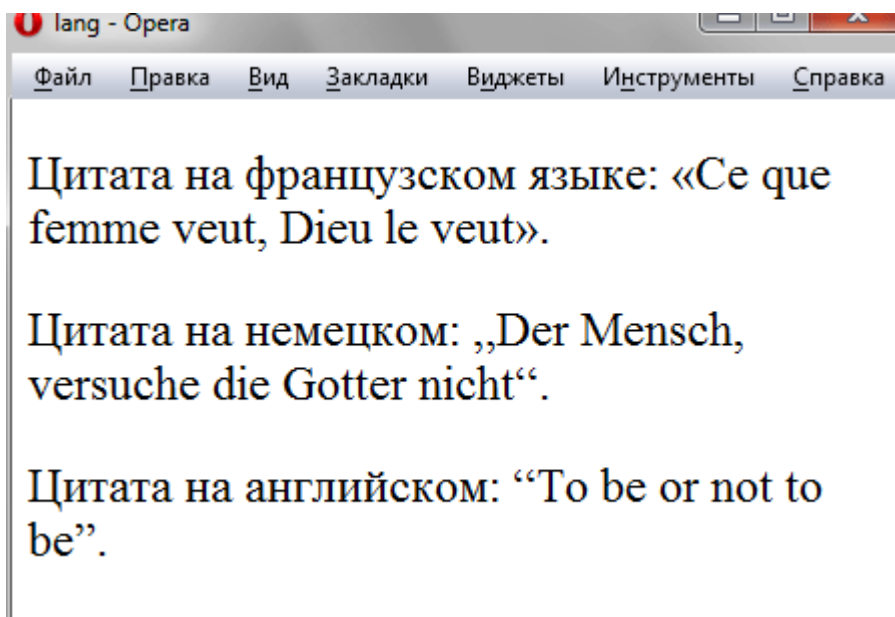 lang - Opera
Файл Правка Вид Закладки Виджеты Инструменты Справка
Цитата на французском языке: «Ce que
femme veut, Dieu le veut».
Цитата на немецком: „Der Mensch,
versuche die Gotter nicht“.
Цитата на английском: “To be or not to
be”.